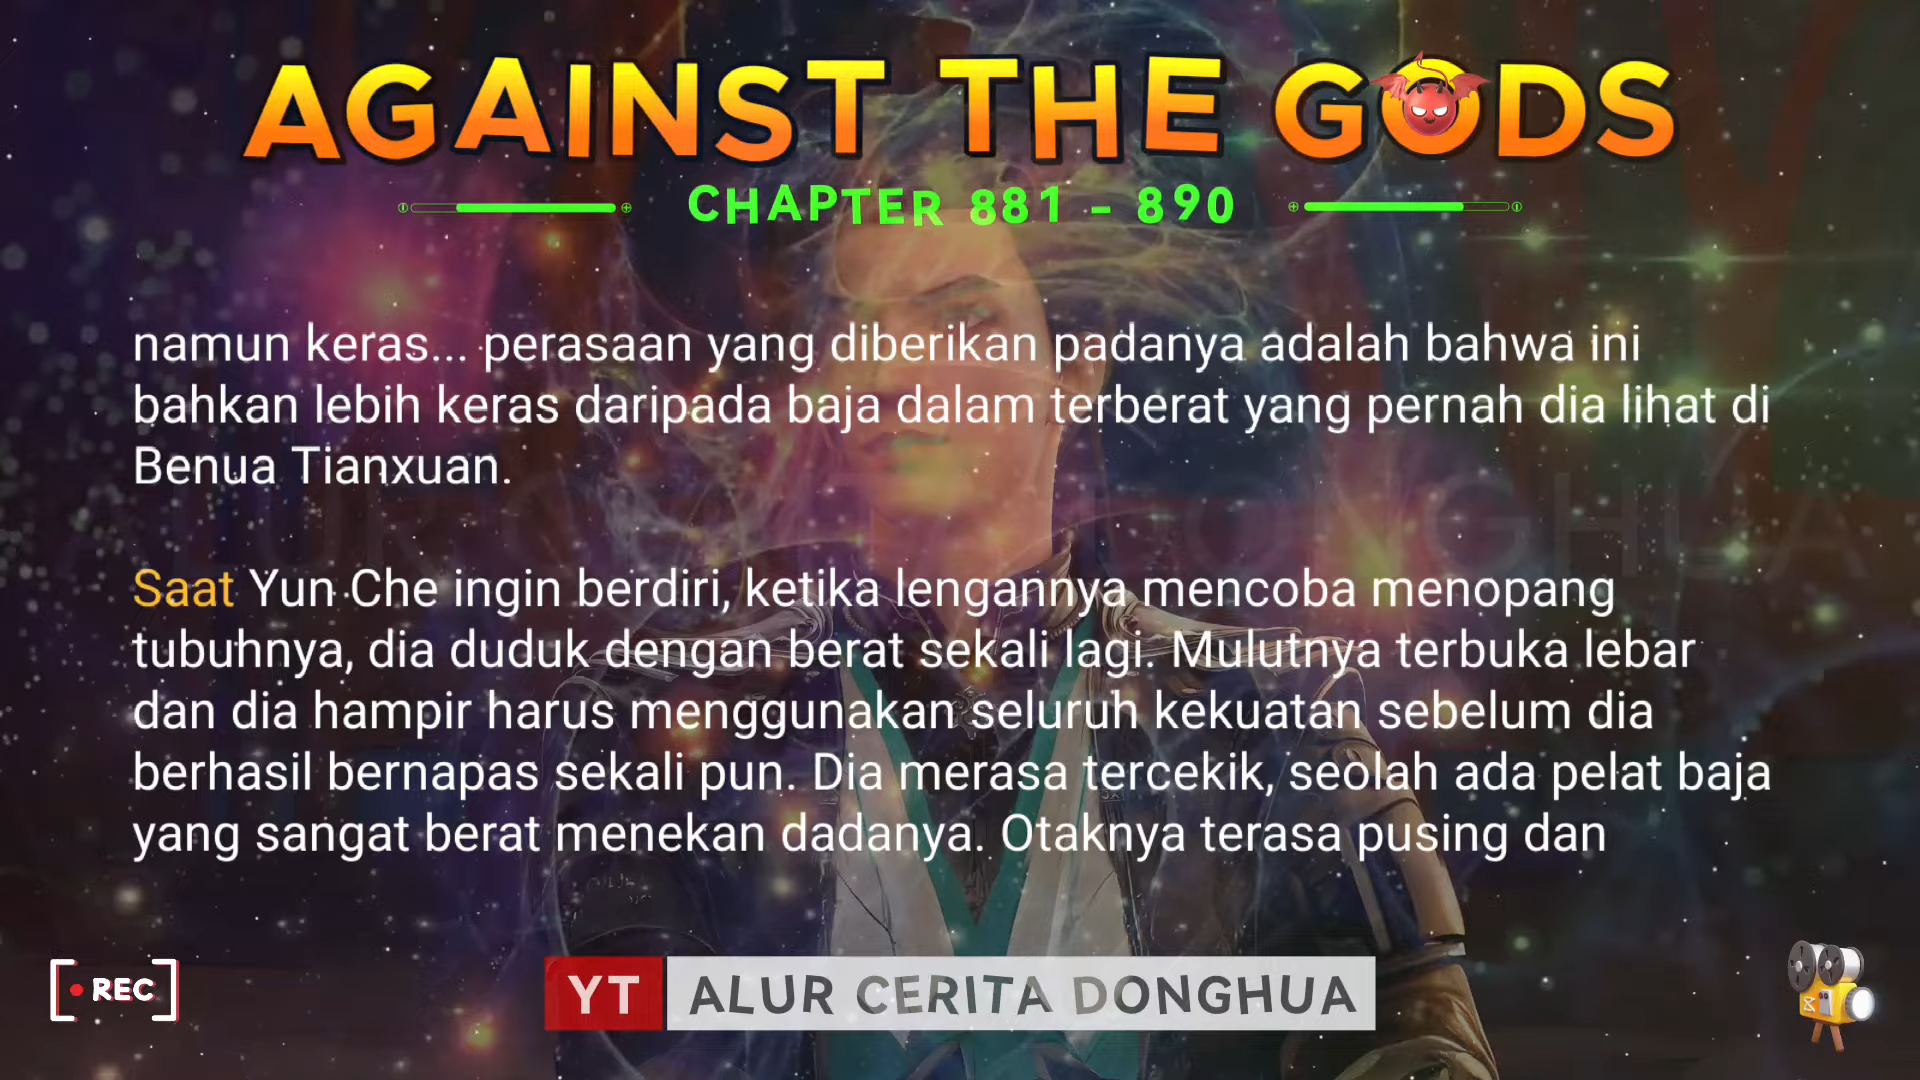 AGAINST THE GODS
CHAPTER 881 - 890
namun keras... perasaan yang diberikan padanya adalah bahwa ini
bahkan lebih keras daripada baja dalam terberat yang pernah dia lihat di
Benua Tianxuan.
Saat Yun Che ingin berdiri, ketika lengannya mencoba menopang
tubuhnya, dia duduk dengan berat sekali lagi. Mulutnya terbuka lebar
dan dia hampir harus menggunakan seluruh kekuatan sebelum dia
berhasil bernapas sekali pun. Dia merasa tercekik, seolah ada pelat baja
yang sangat berat menekan dadanya. Otaknya terasa pusing dan
REC
YT ALUR CERITA DONGHUA